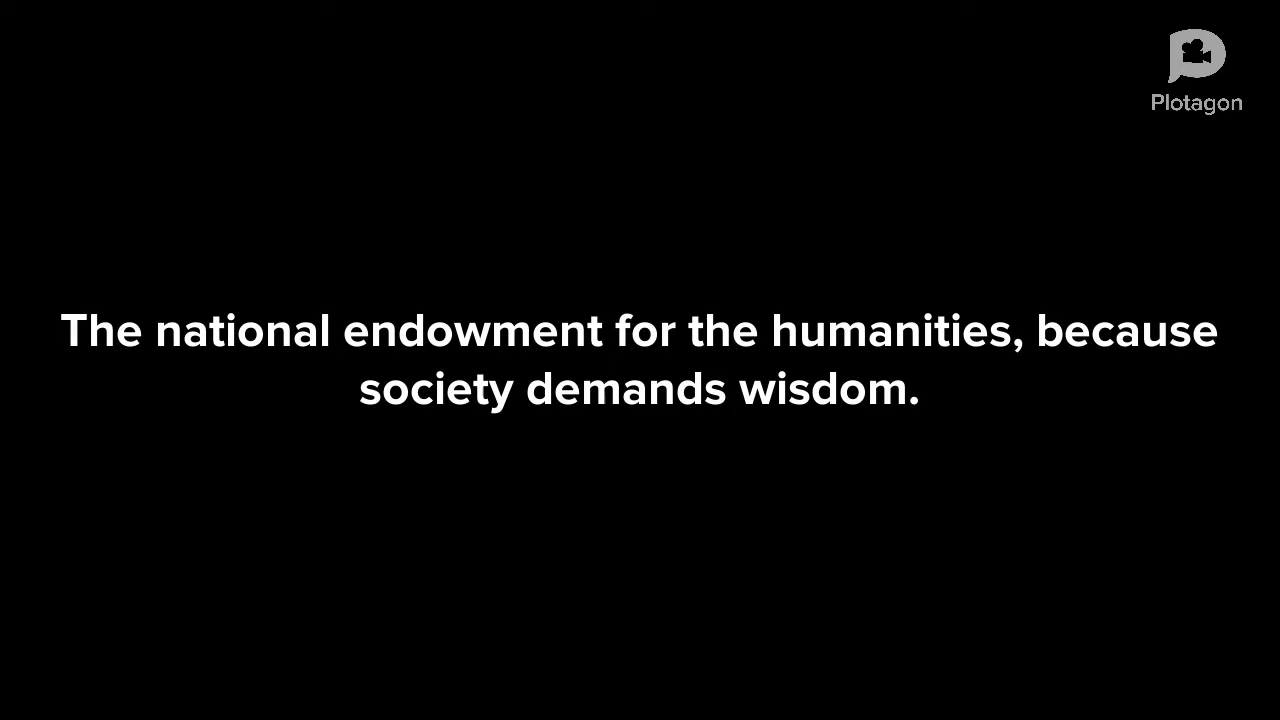 Plotagon
The national endowment for the humanities, because
society demands wisdom.